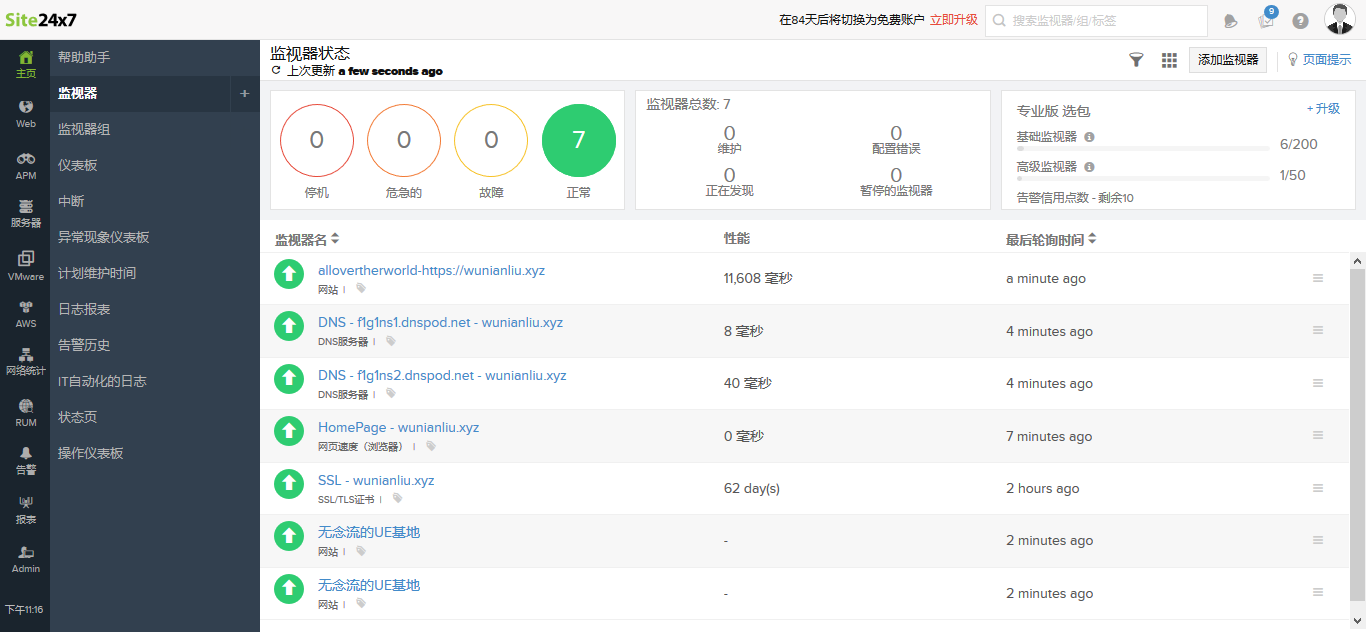 Site24x7
在84天后将切换为免费账户 立即升级
搜索监视器/组/标签
9
主页
Web
APM
服务器
VMware
AWS
网络统计
RUM
告警
报表
Admin
下午11:16
帮助助手
监视器 +
监视器组
仪表板
中断
异常现象仪表板
计划维护时间
日志报表
告警历史
IT自动化的日志
状态页
操作仪表板
监视器状态
上次更新 a few seconds ago
添加监视器
页面提示
0
停机
0
危急的
0
故障
7
正常
监视器总数: 7
0
维护
0
配置错误
0
正在发现
0
暂停的监视器
专业版 选包
+ 升级
基础监视器
6/200
高级监视器
1/50
告警信用点数 - 剩余10
监视器名 性能 最后轮询时间
allovertherworld-https://wunianliu.xyz
网站
11,608 毫秒
a minute ago
DNS - f1g1ns1.dnspod.net - wunianliu.xyz
DNS服务器
8 毫秒
4 minutes ago
DNS - f1g1ns2.dnspod.net - wunianliu.xyz
DNS服务器
40 毫秒
4 minutes ago
HomePage - wunianliu.xyz
网页速度（浏览器）
0 毫秒
7 minutes ago
SSL - wunianliu.xyz
SSL/TLS证书
62 day(s)
2 hours ago
无念流的UE基地
网站
-
2 minutes ago
无念流的UE基地
网站
-
2 minutes ago